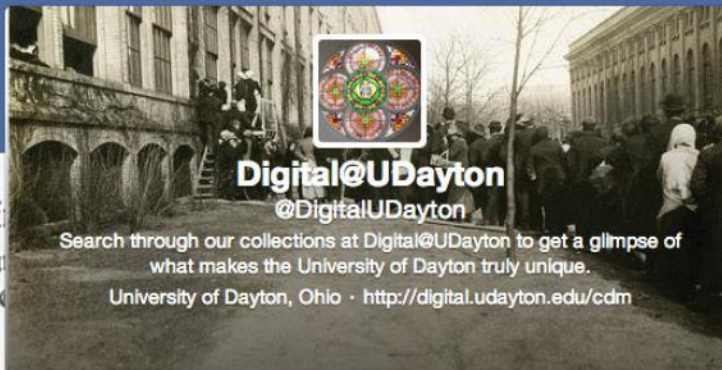 Digital@UDayton
@DigitalUDayton
Search through our collections at Digital@UDayton to get a glimpse of
what makes the University of Dayton truly unique.
University of Dayton, Ohio · http://digital.udayton.edu/cdm